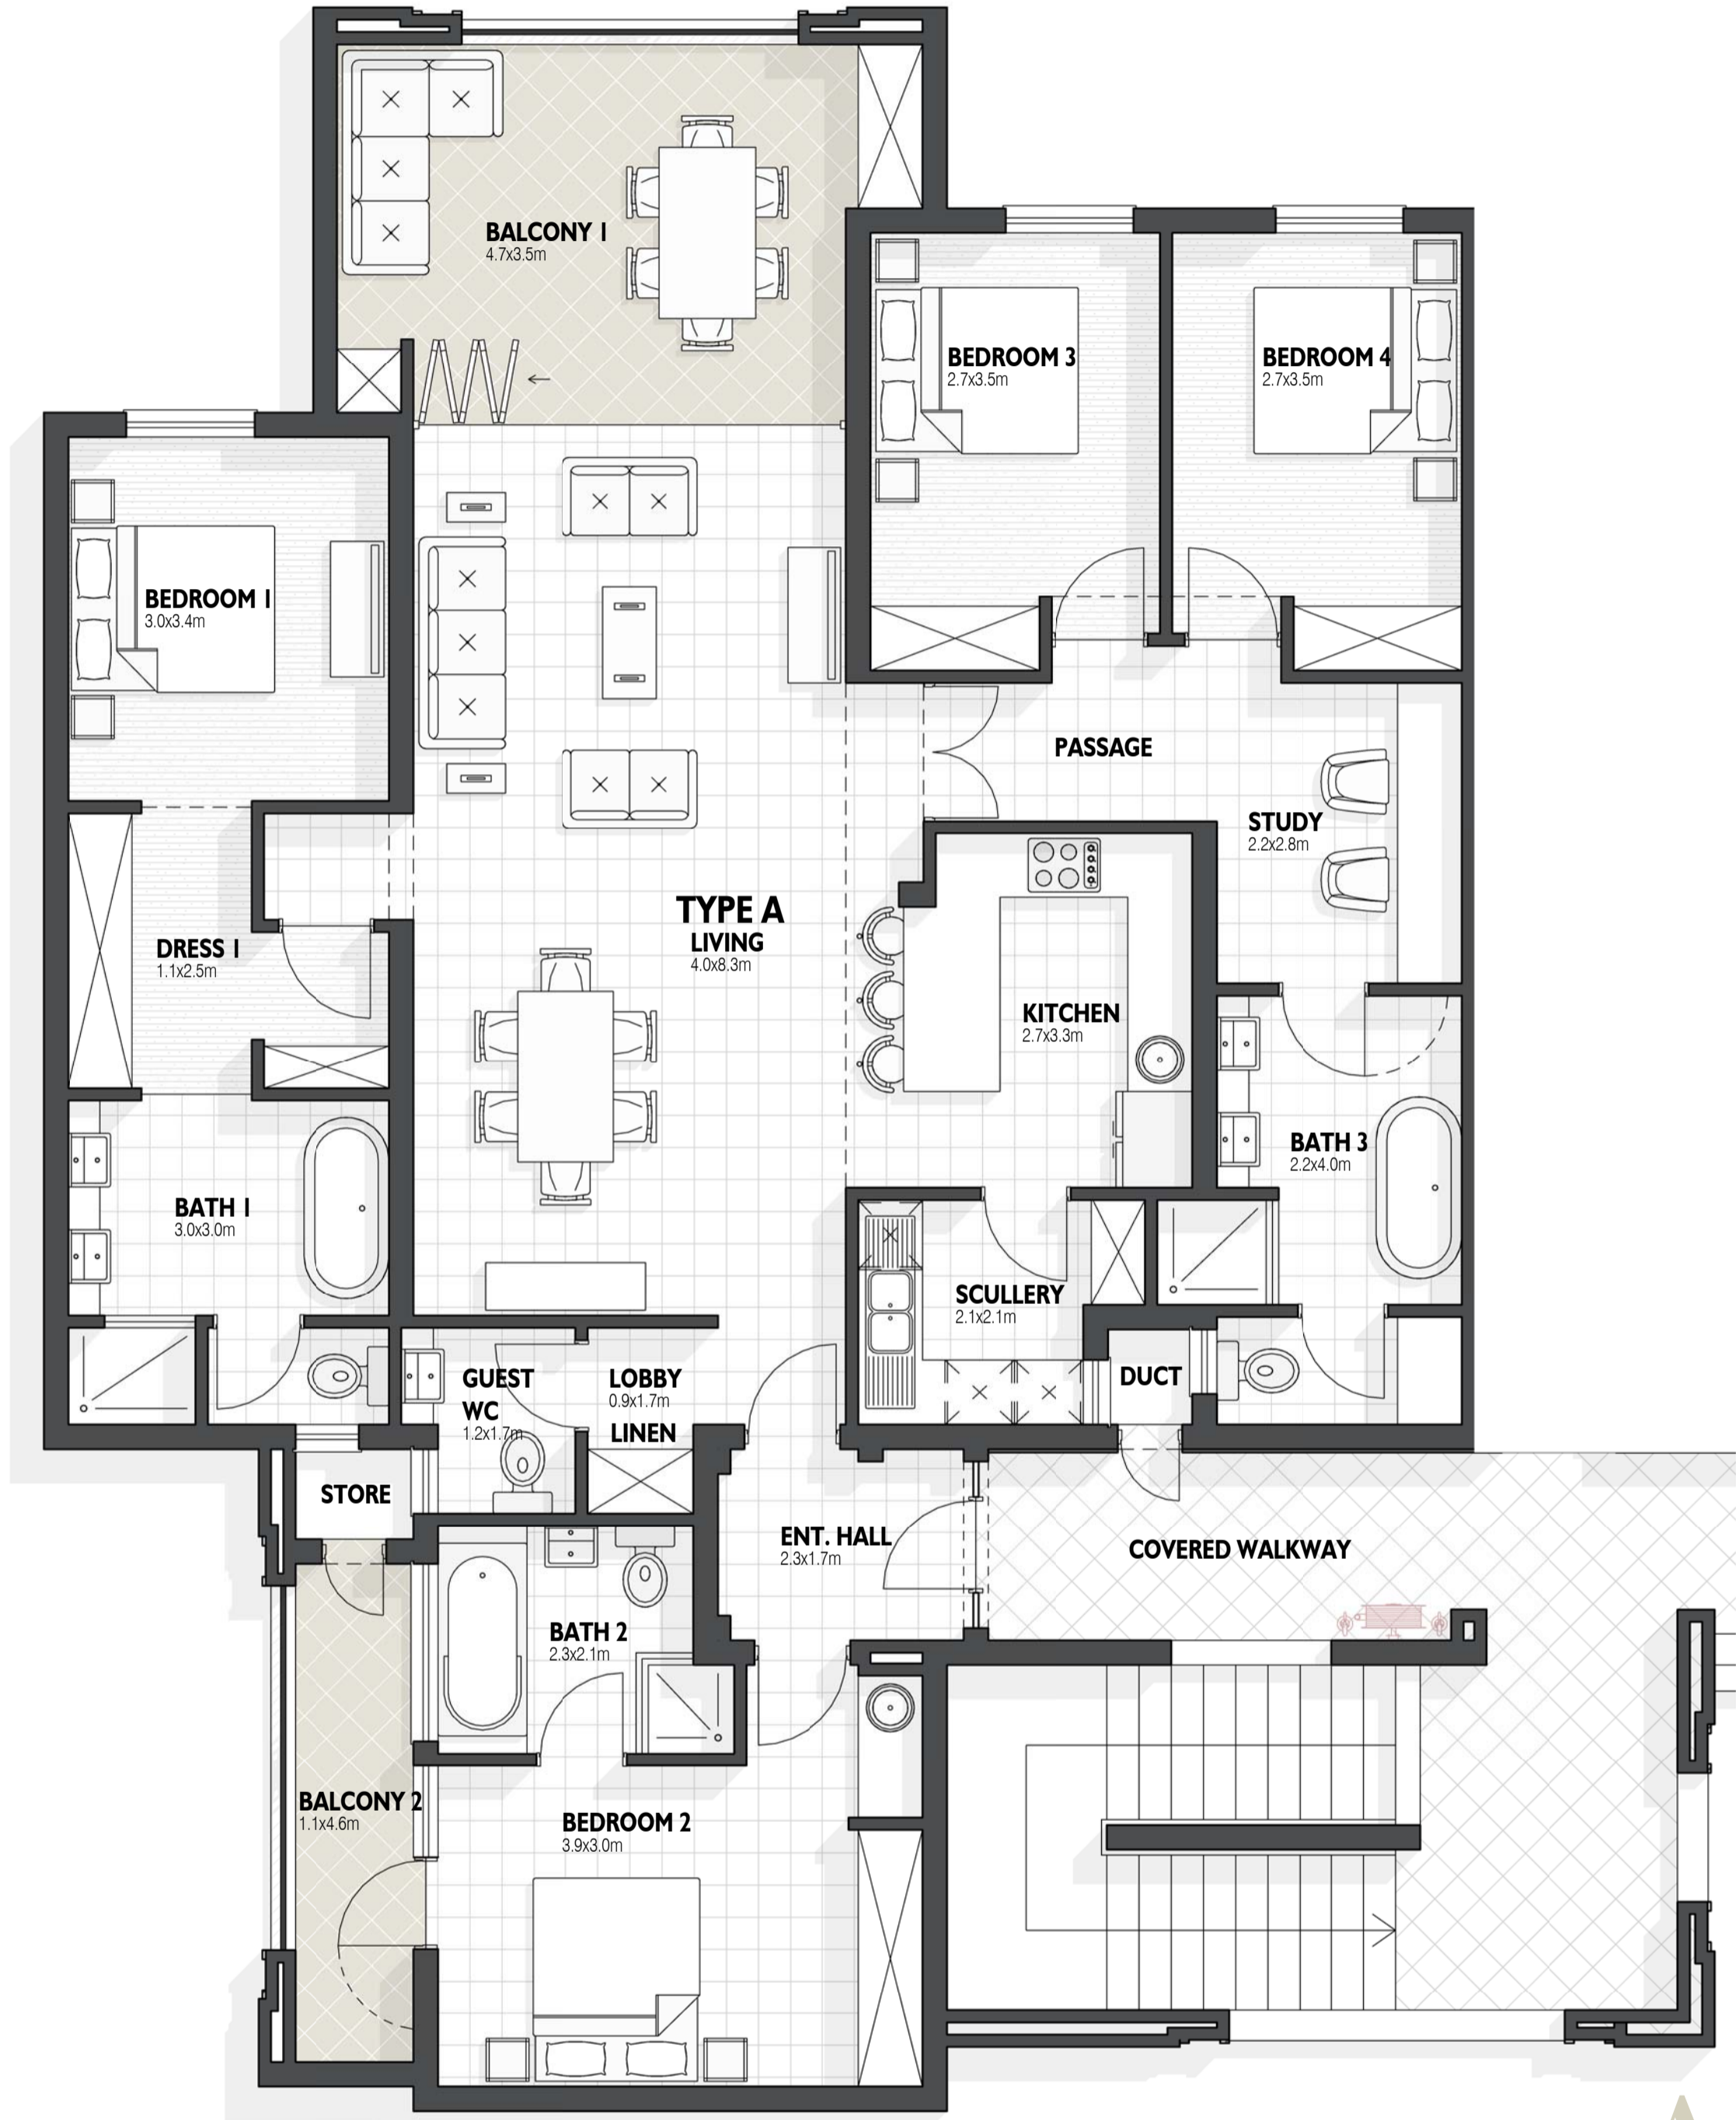 BALCONY 1
4.7x3.5m
BEDROOM 3
2.7x3.5m
BEDROOM 4
2.7x3.5m
BEDROOM 1
3.0x3.4m
PASSAGE
STUDY
2.2x2.8m
TYPE A
LIVING
4.0x8.3m
DRESS 1
1.1x2.5m
KITCHEN
2.7x3.3m
BATH 3
2.2x4.0m
BATH 1
3.0x3.0m
SCULLERY
2.1x2.1m
GUEST
WC
1.2x1.7m
LOBBY
0.9x1.7m
LINEN
DUCT
STORE
ENT. HALL
2.3x1.7m
COVERED WALKWAY
BATH 2
2.3x2.1m
BALCONY 2
1.1x4.6m
BEDROOM 2
3.9x3.0m